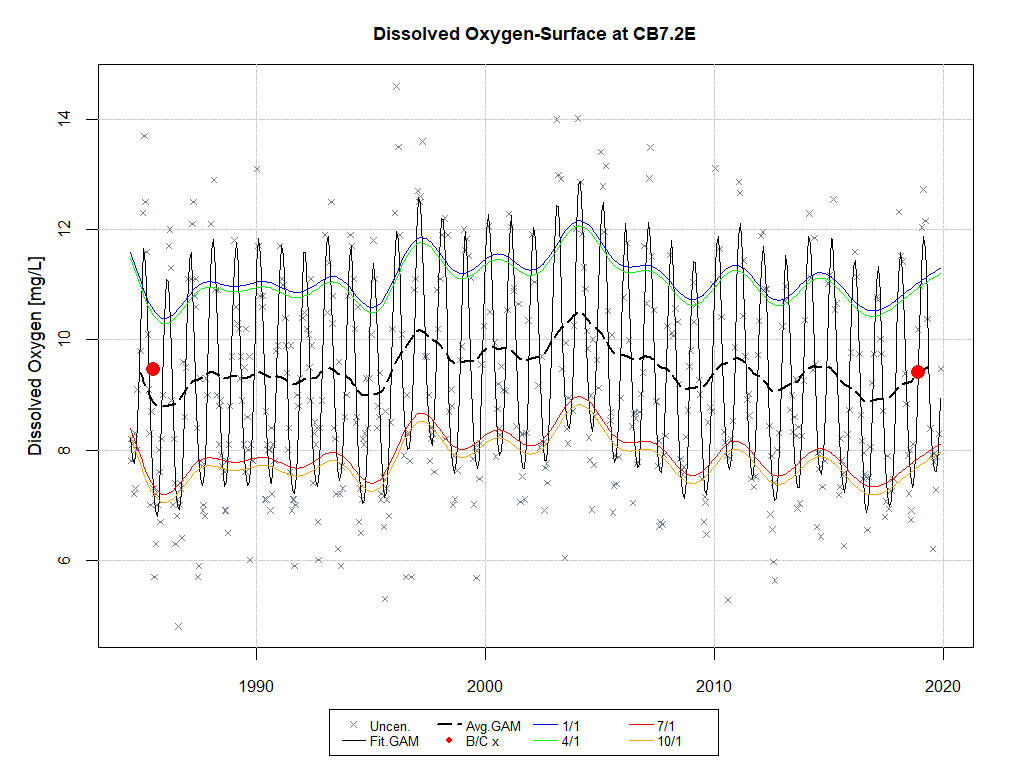 Dissolved Oxygen-Surface at CB7.2E
Dissolved Oxygen [mg/L]
14
12
10
8
6
1990 2000 2010 2020
Uncen. Avg.GAM 1/1 7/1
Fit.GAM B/C x 4/1 10/1